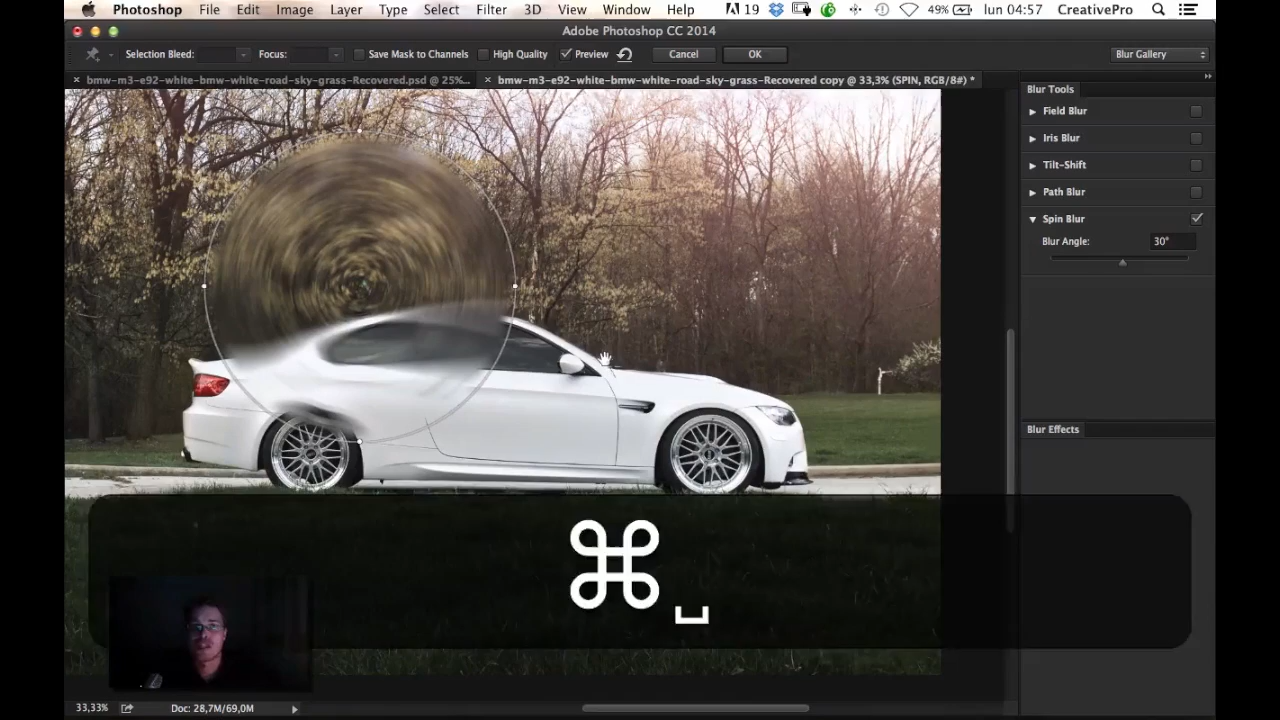 Photoshop File Edit Image Layer Type Select Filter 3D View Window Help 19 49% lun 04:57 CreativePro
Adobe Photoshop CC 2014
Selection Bleed: Focus: Save Mask to Channels High Quality Preview Cancel OK Blur Gallery
bmw-m3-e92-white-bmw-white-road-sky-grass-Recovered.psd @ 25%... bmw-m3-e92-white-bmw-white-road-sky-grass-Recovered copy @ 33,3% (SPIN, RGB/8#) *
Blur Tools
Field Blur
Iris Blur
Tilt-Shift
Path Blur
Spin Blur
Blur Angle: 30°
Blur Effects
⌘ ␣
33,33% Doc: 28,7M/69,0M